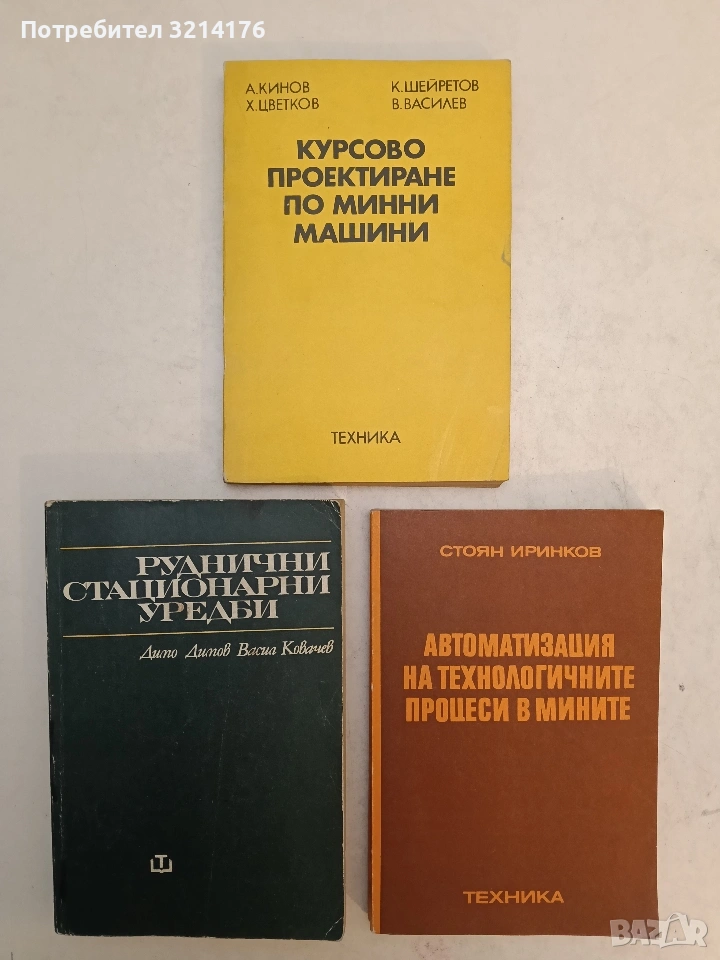 Потребител 3214176
А.КИНОВ К.ШЕЙРЕТОВ
Х.ЦВЕТКОВ В.ВАСИЛЕВ
КУРСОВО
ПРОЕКТИРАНЕ
ПО МИННИ
МАШИНИ
ТЕХНИКА
РУДНИЧНИ
СТАЦИОНАРНИ
УРЕДБИ
Димо Димов Васил Ковачев
Т
СТОЯН ИРИНКОВ
АВТОМАТИЗАЦИЯ
НА ТЕХНОЛОГИЧНИТЕ
ПРОЦЕСИ В МИНИТЕ
ТЕХНИКА
BAZAR